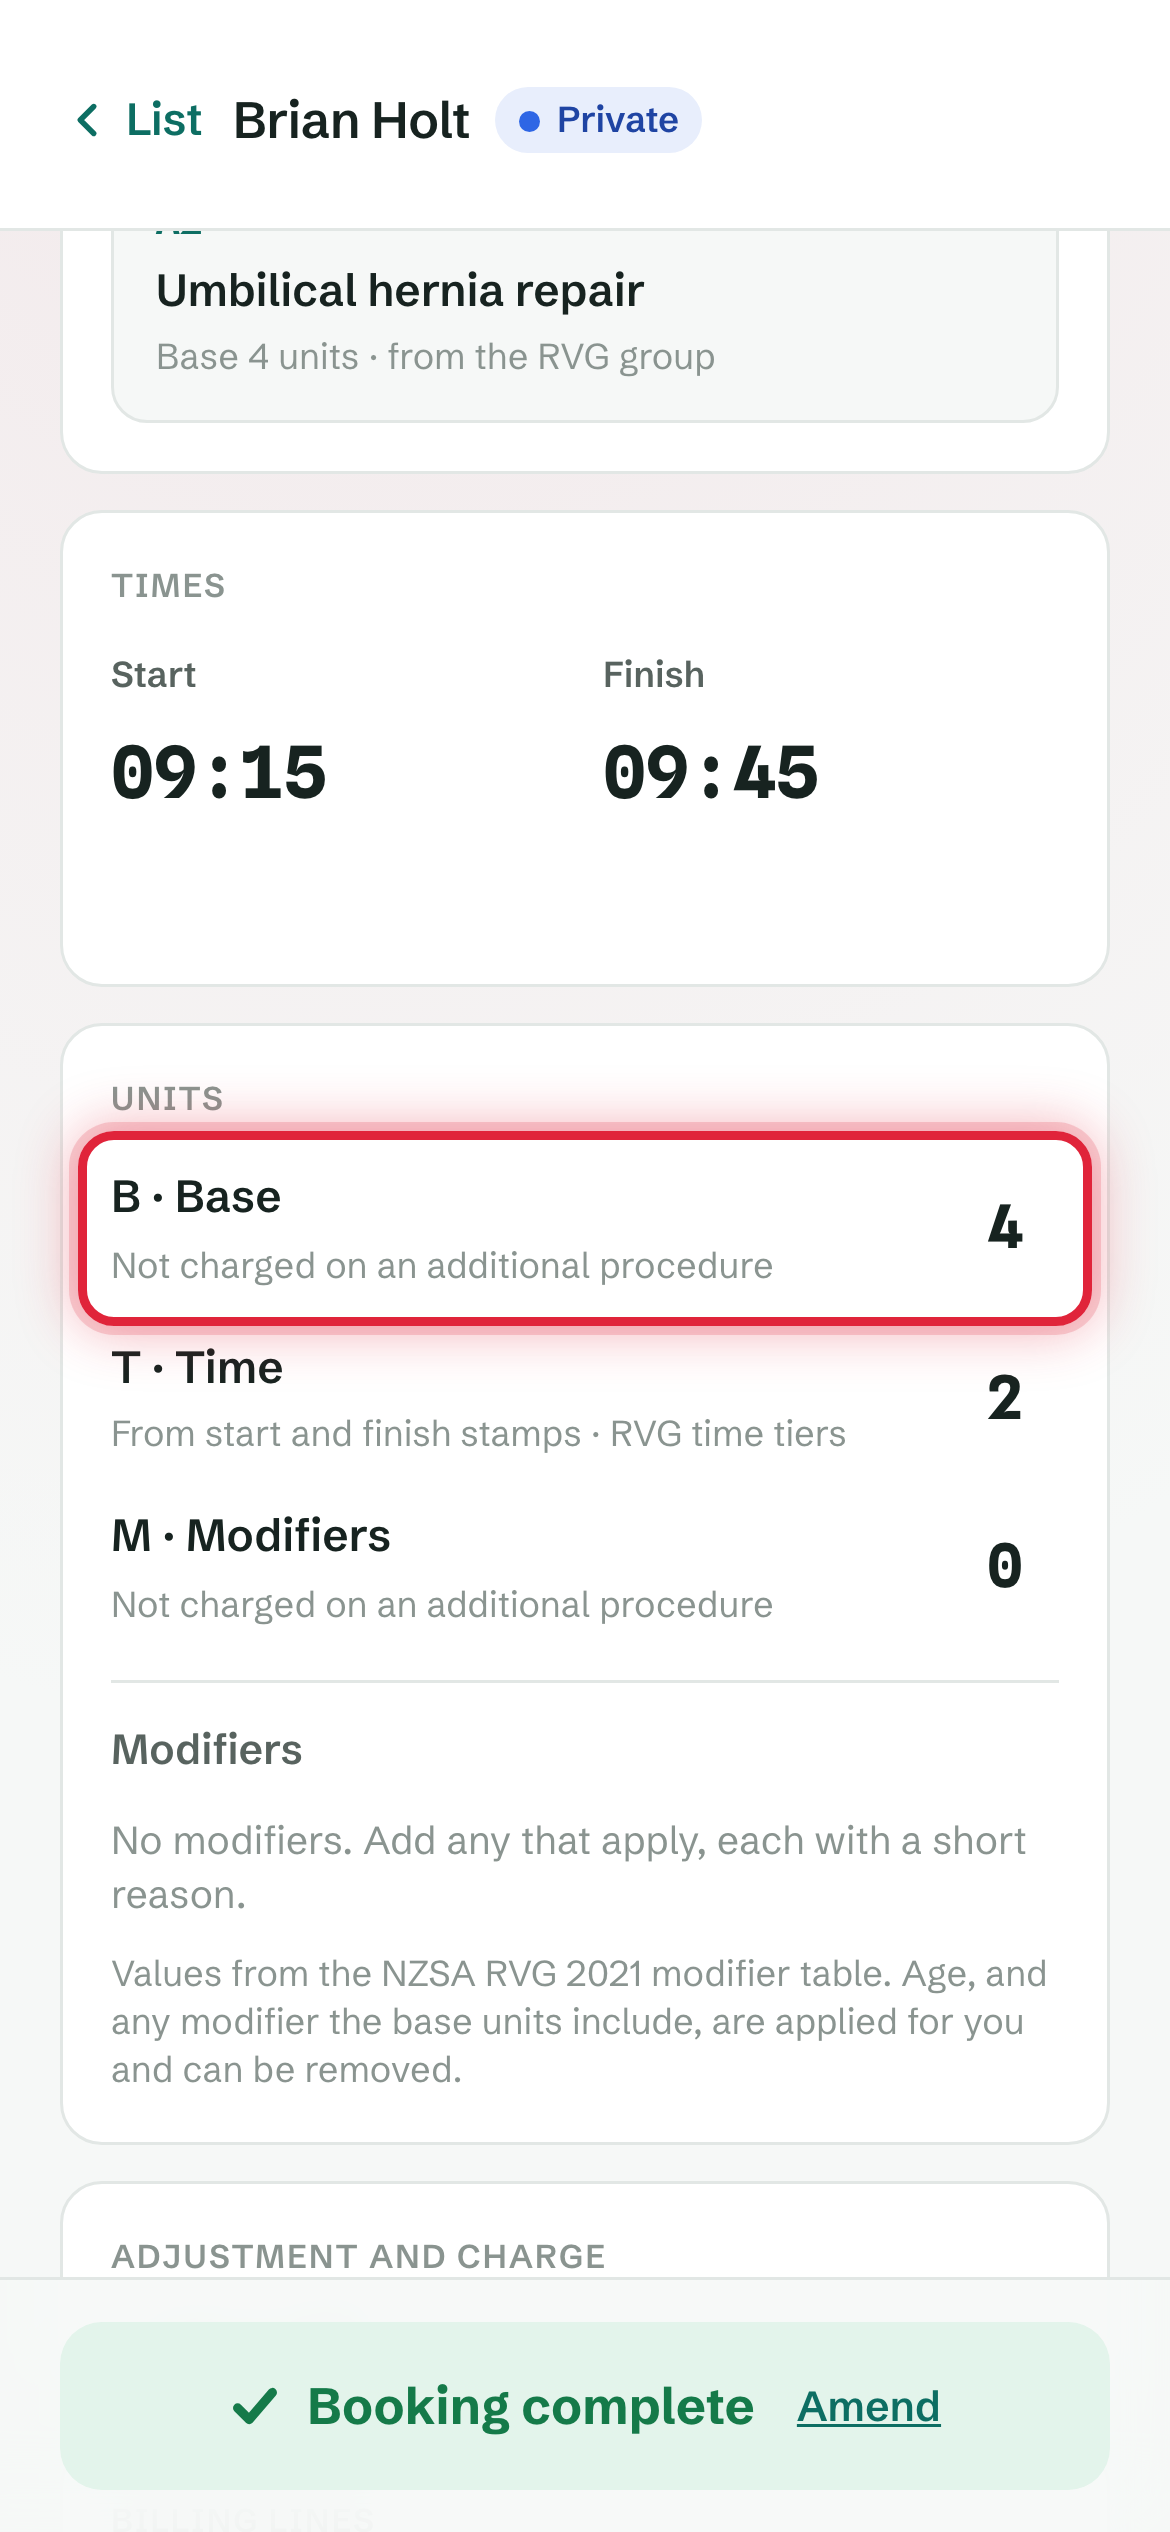 List Brian Holt Private
Umbilical hernia repair
Base 4 units · from the RVG group
TIMES
Start Finish
09:15 09:45
UNITS
B · Base
4
Not charged on an additional procedure
T · Time
2
From start and finish stamps · RVG time tiers
M · Modifiers
0
Not charged on an additional procedure
Modifiers
No modifiers. Add any that apply, each with a short
reason.
Values from the NZSA RVG 2021 modifier table. Age, and
any modifier the base units include, are applied for you
and can be removed.
ADJUSTMENT AND CHARGE
Booking complete Amend
BILLING LINES